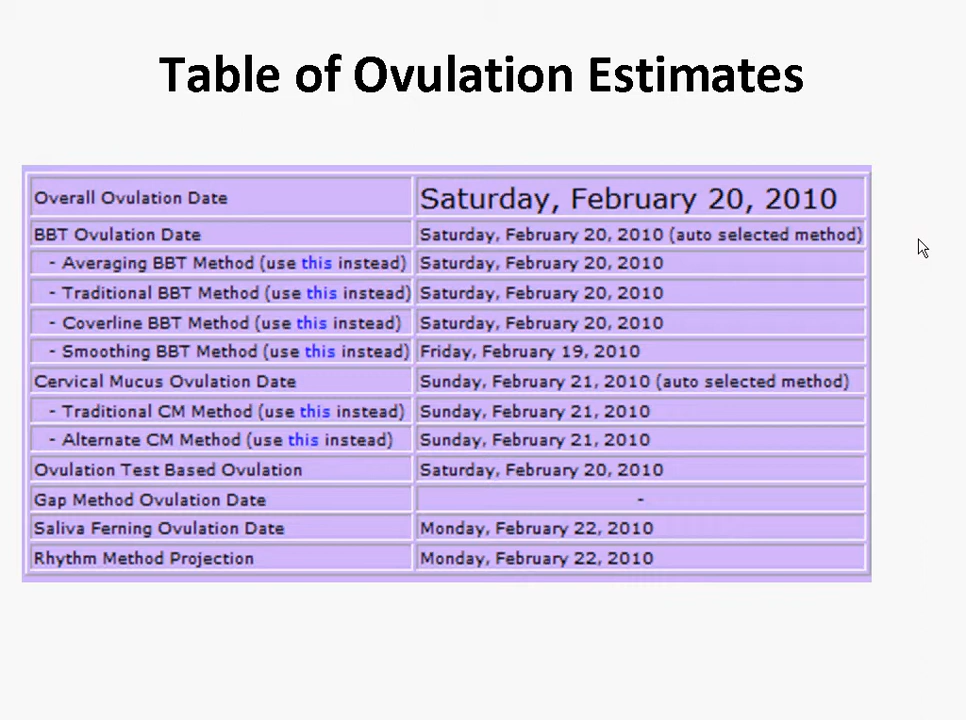 Table of Ovulation Estimates
Overall Ovulation Date Saturday, February 20, 2010
BBT Ovulation Date Saturday, February 20, 2010 (auto selected method)
- Averaging BBT Method (use this instead) Saturday, February 20, 2010
- Traditional BBT Method (use this instead) Saturday, February 20, 2010
- Coverline BBT Method (use this instead) Saturday, February 20, 2010
- Smoothing BBT Method (use this instead) Friday, February 19, 2010
Cervical Mucus Ovulation Date Sunday, February 21, 2010 (auto selected method)
- Traditional CM Method (use this instead) Sunday, February 21, 2010
- Alternate CM Method (use this instead) Sunday, February 21, 2010
Ovulation Test Based Ovulation Saturday, February 20, 2010
Gap Method Ovulation Date -
Saliva Ferning Ovulation Date Monday, February 22, 2010
Rhythm Method Projection Monday, February 22, 2010